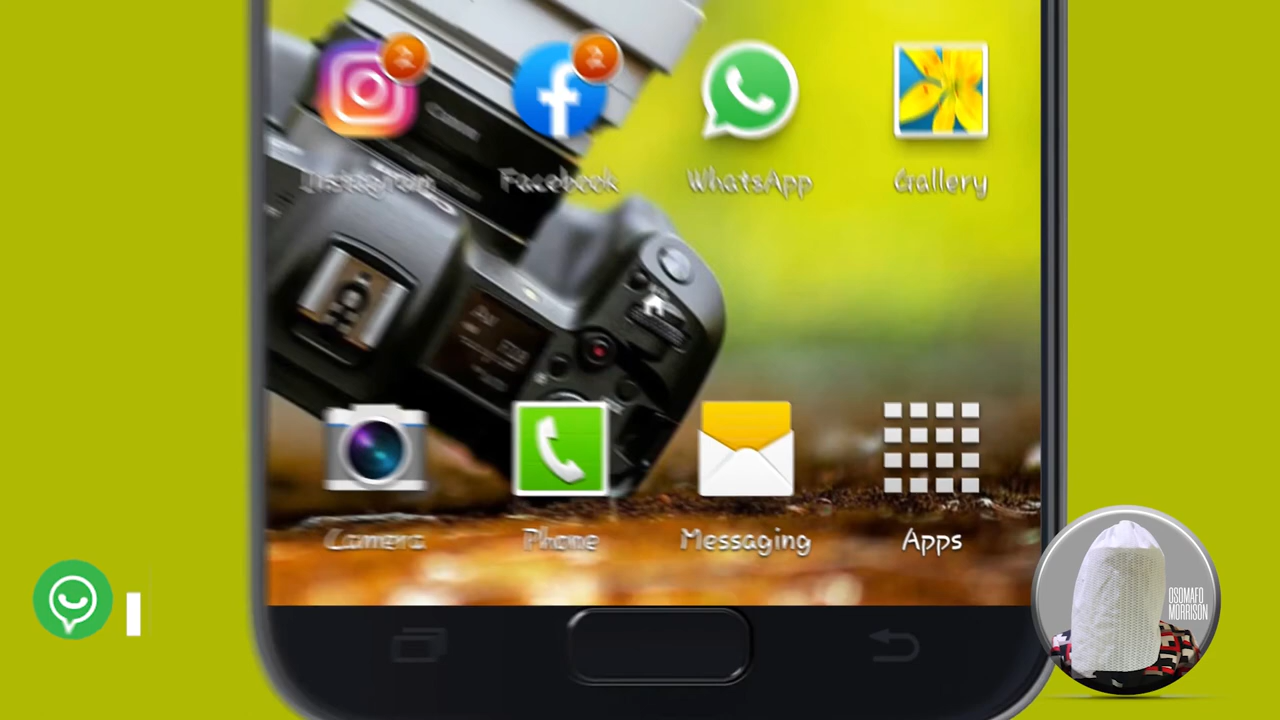 Instagram
Facebook
WhatsApp
Gallery
Camera
Phone
Messaging
Apps
OSOMAFO
MORRISON